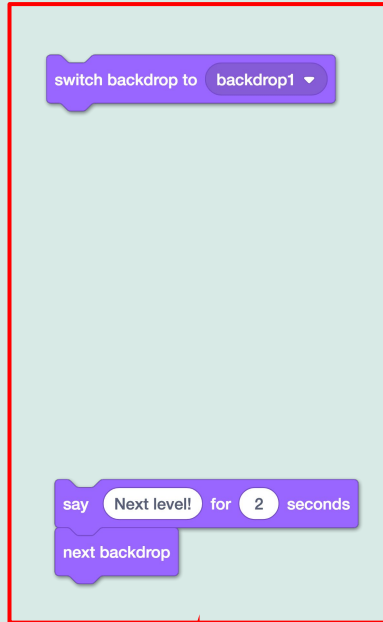 switch backdrop to backdrop1
say Next level! for 2 seconds
next backdrop